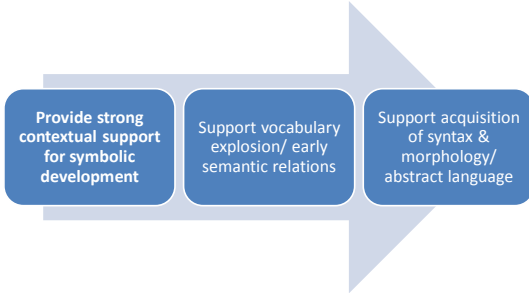 Provide strong
contextual support
for symbolic
development
Support vocabulary
explosion/ early
semantic relations
Support acquisition
of syntax &
morphology/
abstract language